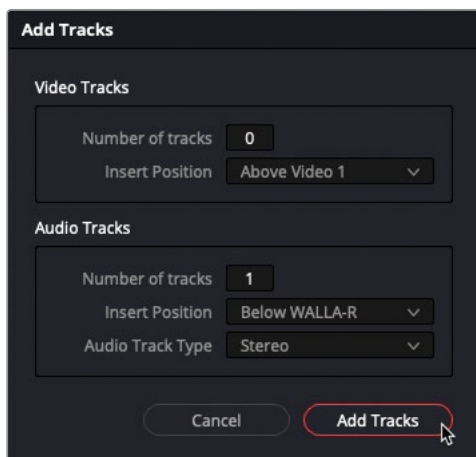 Add Tracks
Video Tracks
Number of tracks 0
Insert Position Above Video 1
Audio Tracks
Number of tracks 1
Insert Position Below WALLA-R
Audio Track Type Stereo
Cancel Add Tracks